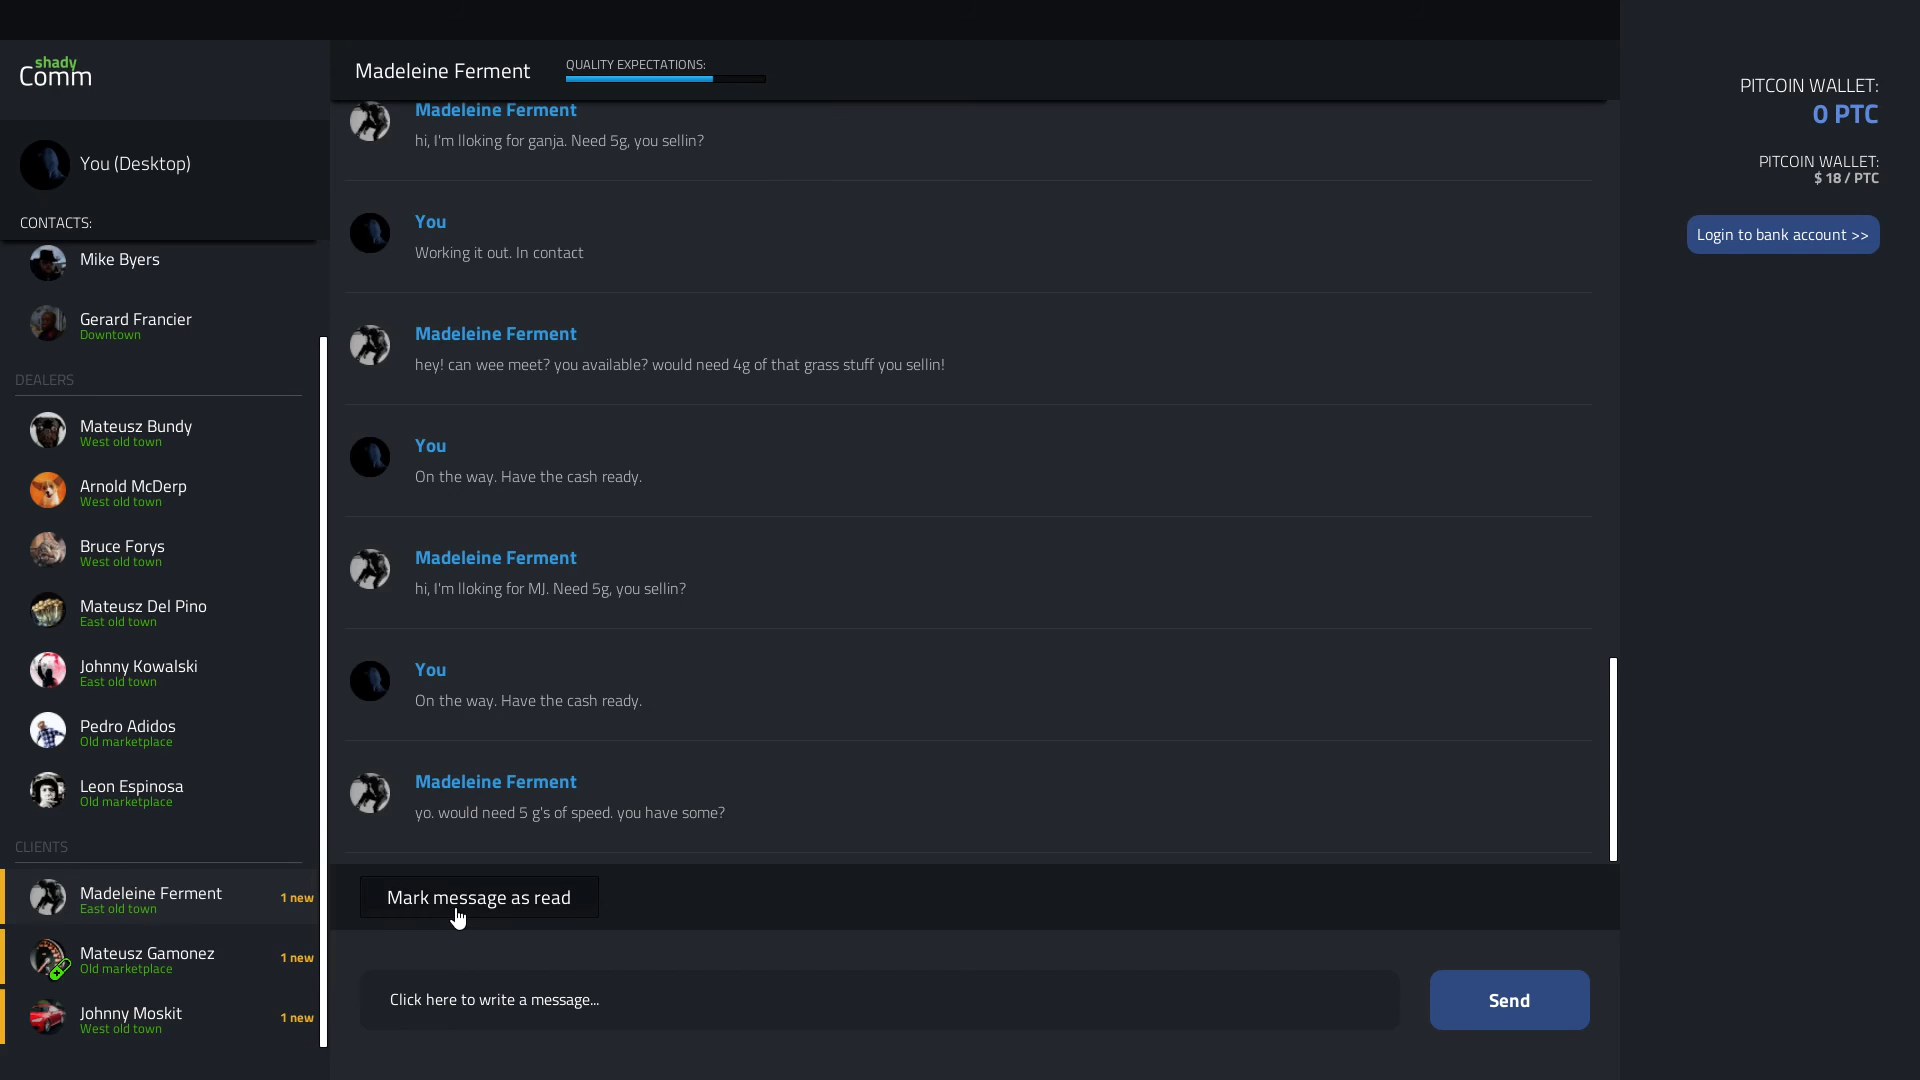 shady
Comm
You (Desktop)
CONTACTS:
Mike Byers
Gerard Francier
Downtown
DEALERS
Mateusz Bundy
West old town
Arnold McDerp
West old town
Bruce Forys
West old town
Mateusz Del Pino
East old town
Johnny Kowalski
East old town
Pedro Adidos
Old marketplace
Leon Espinosa
Old marketplace
CLIENTS
Madeleine Ferment
East old town
1 new
Mateusz Gamonez
Old marketplace
1 new
Johnny Moskit
West old town
1 new
Madeleine Ferment
QUALITY EXPECTATIONS:
Madeleine Ferment
hi, I'm lloking for ganja. Need 5g, you sellin?
You
Working it out. In contact
Madeleine Ferment
hey! can wee meet? you available? would need 4g of that grass stuff you sellin!
You
On the way. Have the cash ready.
Madeleine Ferment
hi, I'm lloking for MJ. Need 5g, you sellin?
You
On the way. Have the cash ready.
Madeleine Ferment
yo. would need 5 g's of speed. you have some?
Mark message as read
Click here to write a message...
Send
PITCOIN WALLET:
0 PTC
PITCOIN WALLET:
$ 18 / PTC
Login to bank account >>